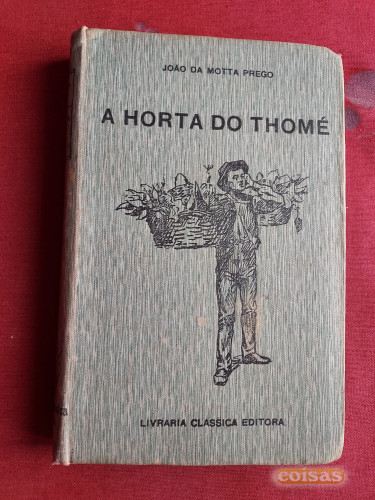 JOÃO DA MOTTA PREGO
A HORTA DO THOMÉ
LIVRARIA CLASSICA EDITORA
coisas